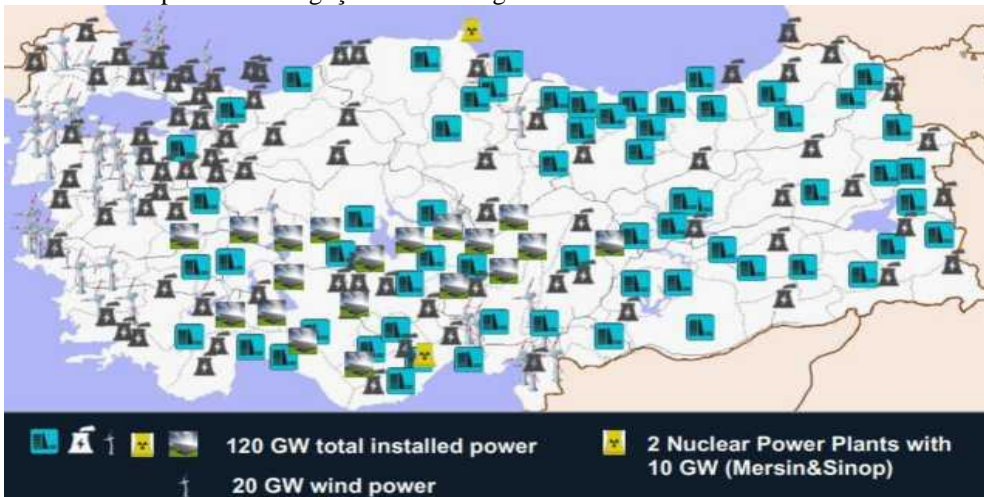 120 GW total installed power
2 Nuclear Power Plants with
10 GW (Mersin&Sinop)
20 GW wind power